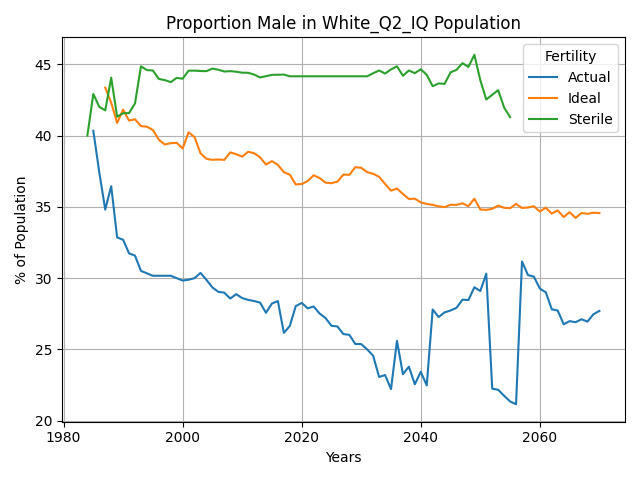 Proportion Male in White_Q2_IQ Population
Fertility
Actual
Ideal
Sterile
% of Population
45
40
35
30
25
20
1980
2000
2020
2040
2060
Years